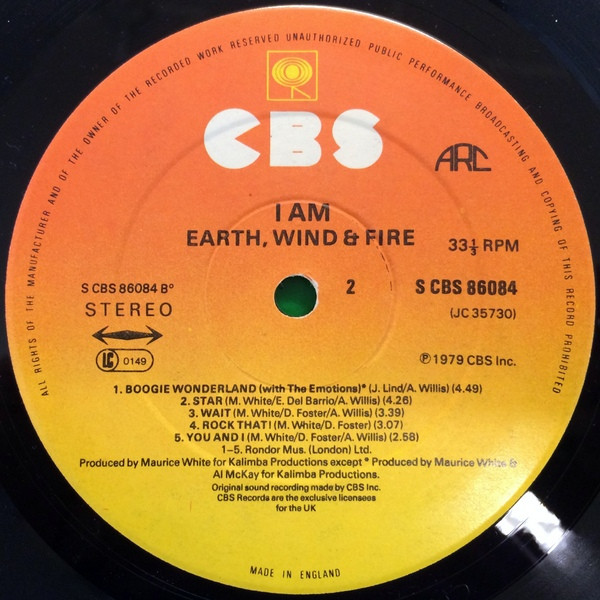 ALL RIGHTS OF THE MANUFACTURER AND OF THE OWNER OF THE RECORDED WORK RESERVED UNAUTHORIZED PUBLIC PERFORMANCE BROADCASTING AND COPYING OF THIS RECORD PROHIBITED
CBS
ARC
I AM
EARTH, WIND & FIRE
33⅓ RPM
S CBS 86084 B°
2
S CBS 86084
STEREO
(JC 35730)
LC 0149
℗ 1979 CBS Inc.
1. BOOGIE WONDERLAND (with The Emotions)* (J. Lind/A. Willis) (4.49)
2. STAR (M. White/E. Del Barrio/A. Willis) (4.26)
3. WAIT (M. White/D. Foster/A. Willis) (3.39)
4. ROCK THAT! (M. White/D. Foster) (3.07)
5. YOU AND I (M. White/D. Foster/A. Willis) (2.58)
1–5. Rondor Mus. (London) Ltd.
Produced by Maurice White for Kalimba Productions except * Produced by Maurice White &
Al McKay for Kalimba Productions.
Original sound recording made by CBS Inc.
CBS Records are the exclusive licensees
for the UK
MADE IN ENGLAND